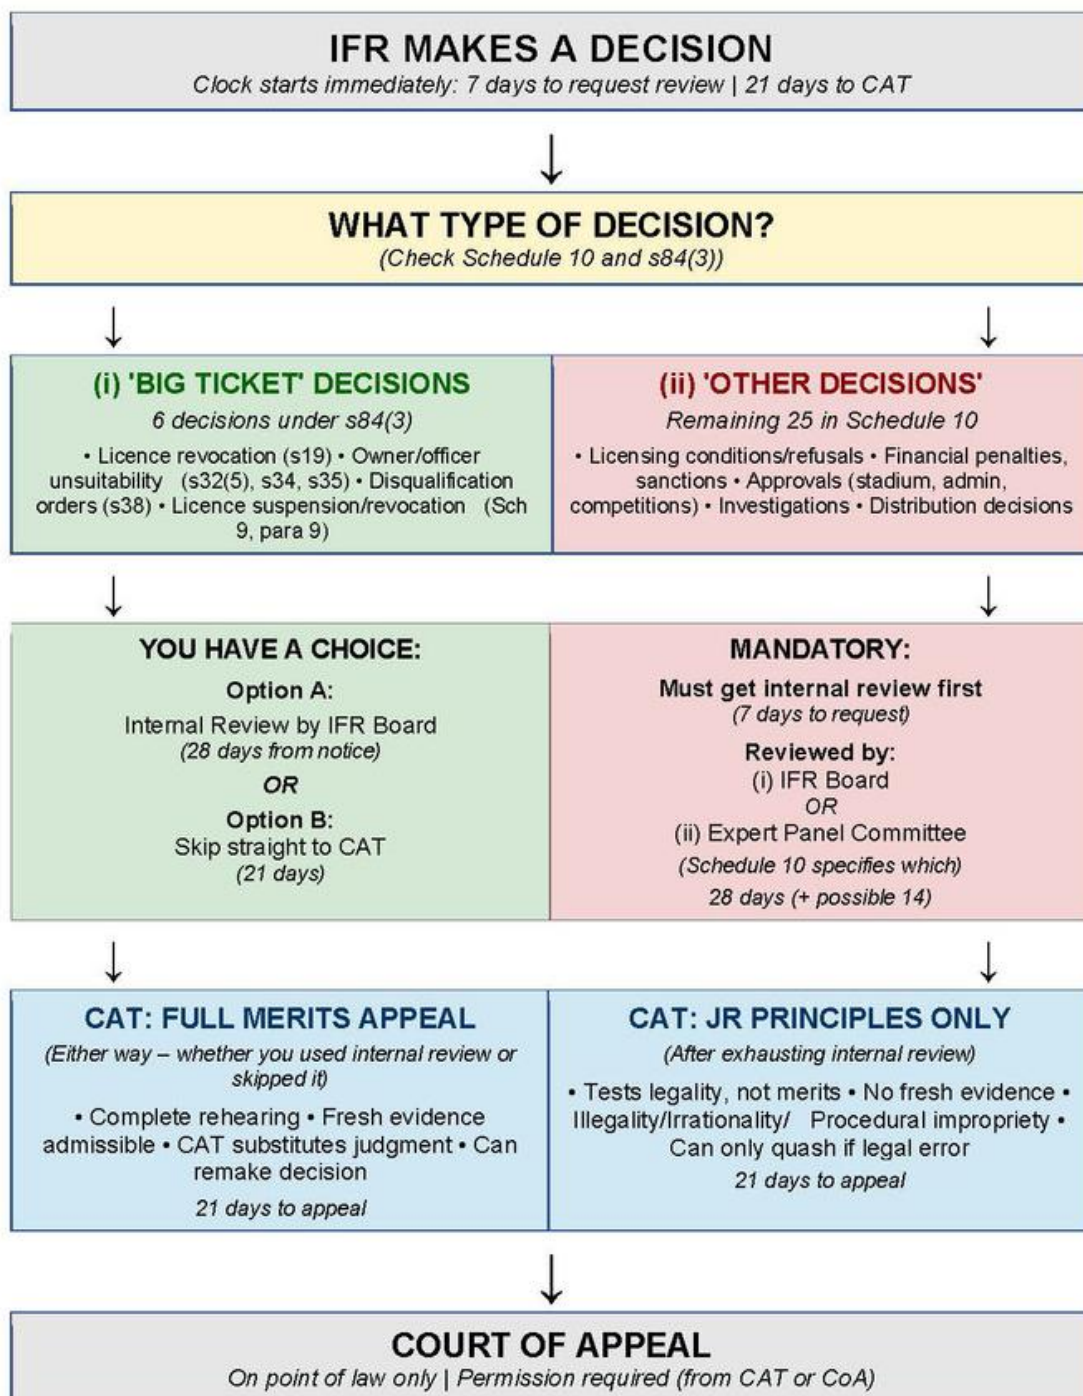 IFR MAKES A DECISION
Clock starts immediately: 7 days to request review | 21 days to CAT
↓
WHAT TYPE OF DECISION?
(Check Schedule 10 and s84(3))
↓
↓
(i) 'BIG TICKET' DECISIONS
6 decisions under s84(3)
• Licence revocation (s19) • Owner/officer
unsuitability (s32(5), s34, s35) • Disqualification
orders (s38) • Licence suspension/revocation (Sch
9, para 9)
(ii) 'OTHER DECISIONS'
Remaining 25 in Schedule 10
• Licensing conditions/refusals • Financial penalties,
sanctions • Approvals (stadium, admin,
competitions) • Investigations • Distribution decisions
↓
↓
YOU HAVE A CHOICE:
Option A:
Internal Review by IFR Board
(28 days from notice)
OR
Option B:
Skip straight to CAT
(21 days)
MANDATORY:
Must get internal review first
(7 days to request)
Reviewed by:
(i) IFR Board
OR
(ii) Expert Panel Committee
(Schedule 10 specifies which)
28 days (+ possible 14)
↓
↓
CAT: FULL MERITS APPEAL
(Either way – whether you used internal review or
skipped it)
• Complete rehearing • Fresh evidence
admissible • CAT substitutes judgment • Can
remake decision
21 days to appeal
CAT: JR PRINCIPLES ONLY
(After exhausting internal review)
• Tests legality, not merits • No fresh evidence •
Illegality/Irrationality/ Procedural impropriety •
Can only quash if legal error
21 days to appeal
↓
COURT OF APPEAL
On point of law only | Permission required (from CAT or CoA)